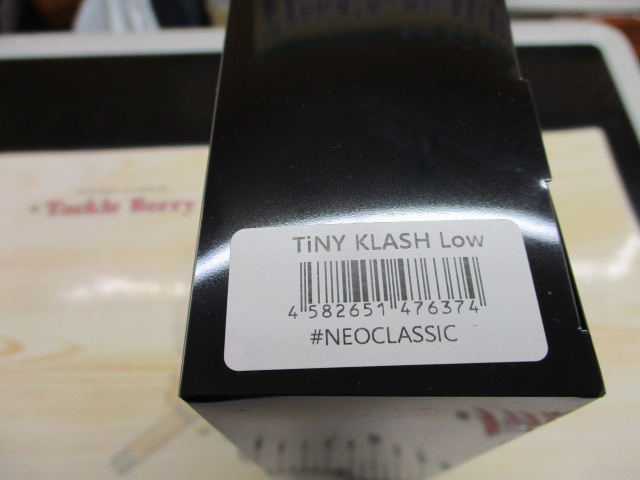 Tackle Berry
TiNY KLASH Low
4 582651 476374
#NEOCLASSIC